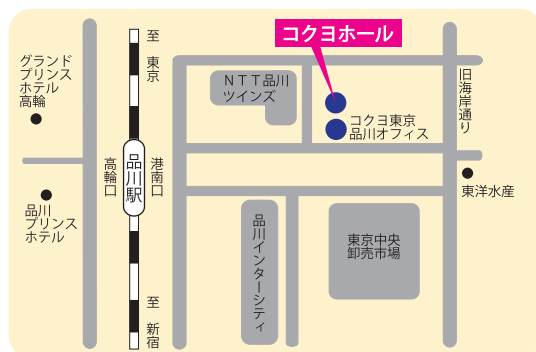 コクヨホール
至 東京
グランド
プリンス
ホテル
高輪
NTT品川
ツインズ
旧海岸通り
コクヨ東京
品川オフィス
品川駅
高輪口
港南口
東洋水産
品川
プリンス
ホテル
品川インターシティ
東京中央
卸売市場
至 新宿